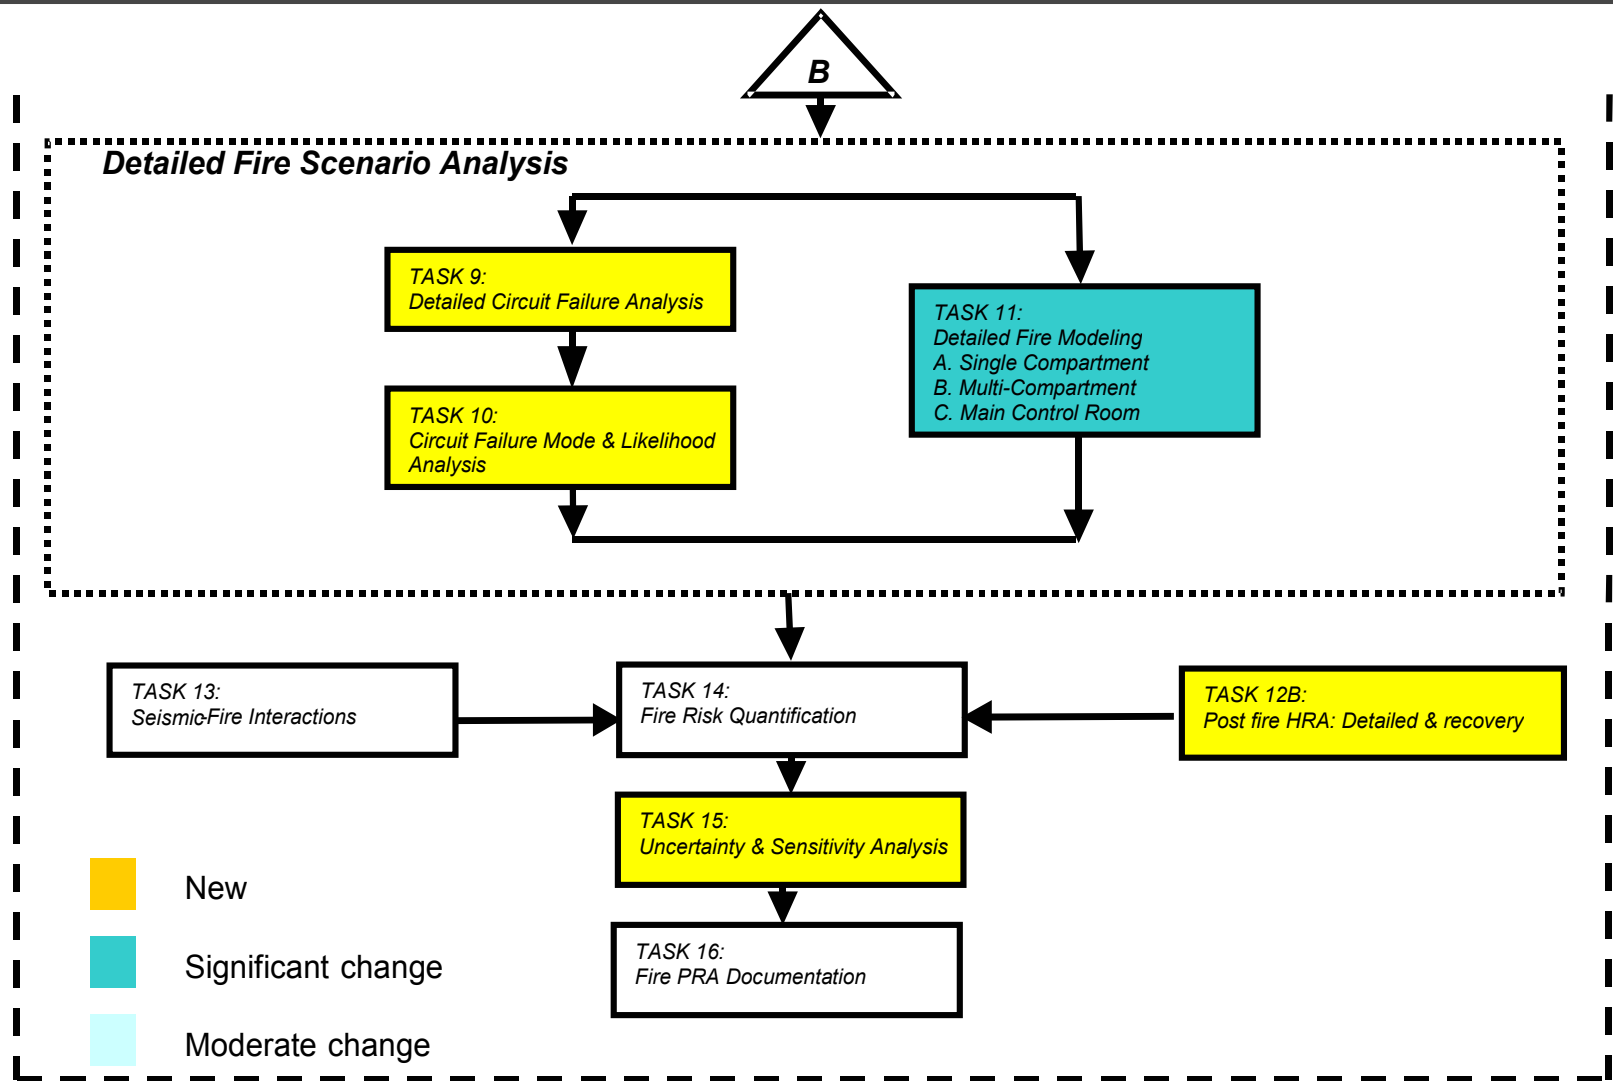 B
Detailed Fire Scenario Analysis
TASK 9:
Detailed Circuit Failure Analysis
TASK 11:
Detailed Fire Modeling
A. Single Compartment
B. Multi-Compartment
C. Main Control Room
TASK 10:
Circuit Failure Mode & Likelihood
Analysis
TASK 13:
Seismic-Fire Interactions
TASK 14:
Fire Risk Quantification
TASK 12B:
Post fire HRA: Detailed & recovery
TASK 15:
Uncertainty & Sensitivity Analysis
TASK 16:
Fire PRA Documentation
New
Significant change
Moderate change